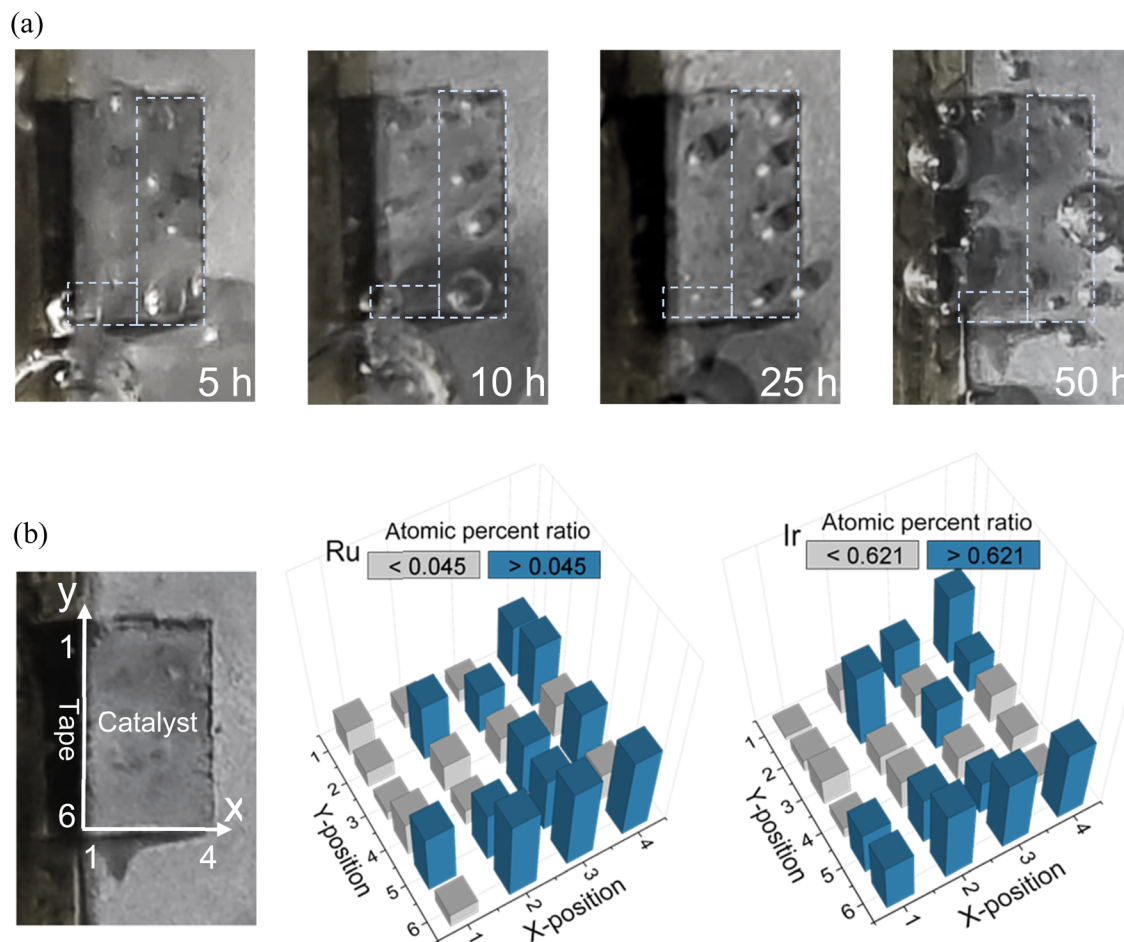 (a)
5 h
10 h
25 h
50 h
(b)
y
1
Tape
Catalyst
6
x
1
4
Ru
Atomic percent ratio
< 0.045
> 0.045
1
2
3
4
5
6
Y-position
1
2
3
4
X-position
Ir
Atomic percent ratio
< 0.621
> 0.621
1
2
3
4
5
6
Y-position
1
2
3
4
X-position